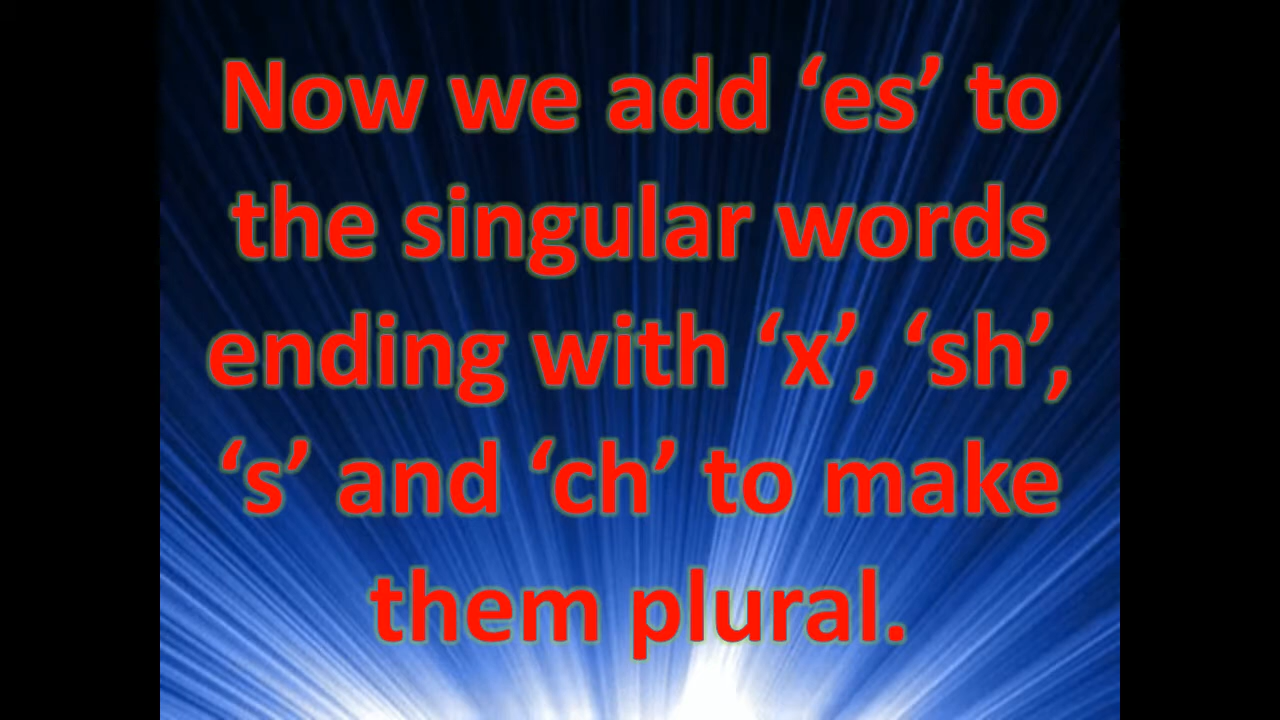 Now we add ‘es’ to
the singular words
ending with ‘x’, ‘sh’,
‘s’ and ‘ch’ to make
them plural.